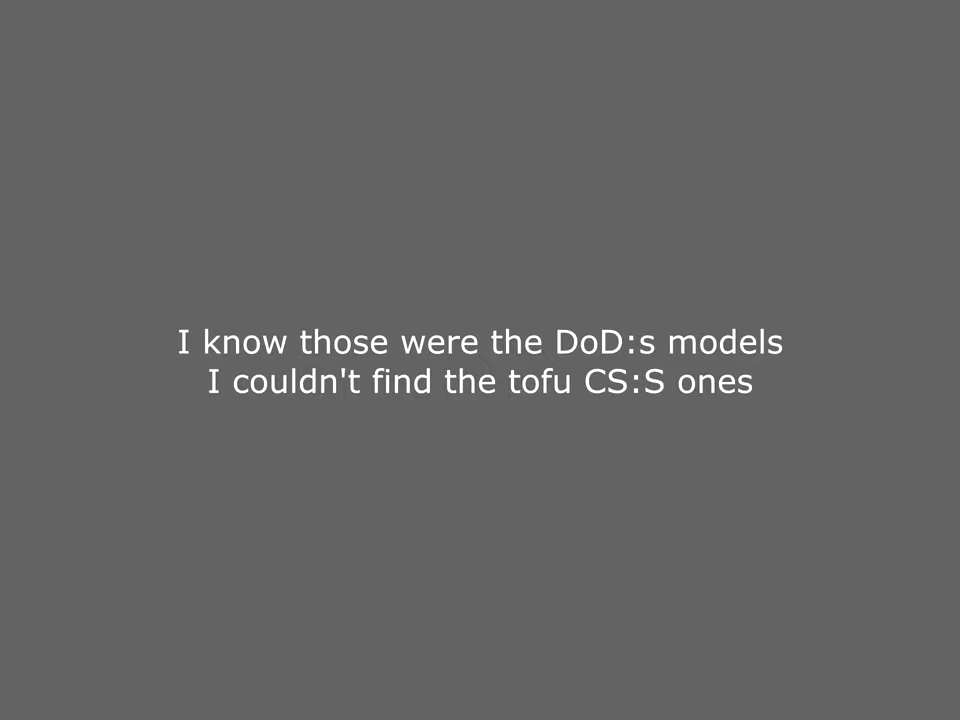 I know those were the DoD:s models
I couldn't find the tofu CS:S ones